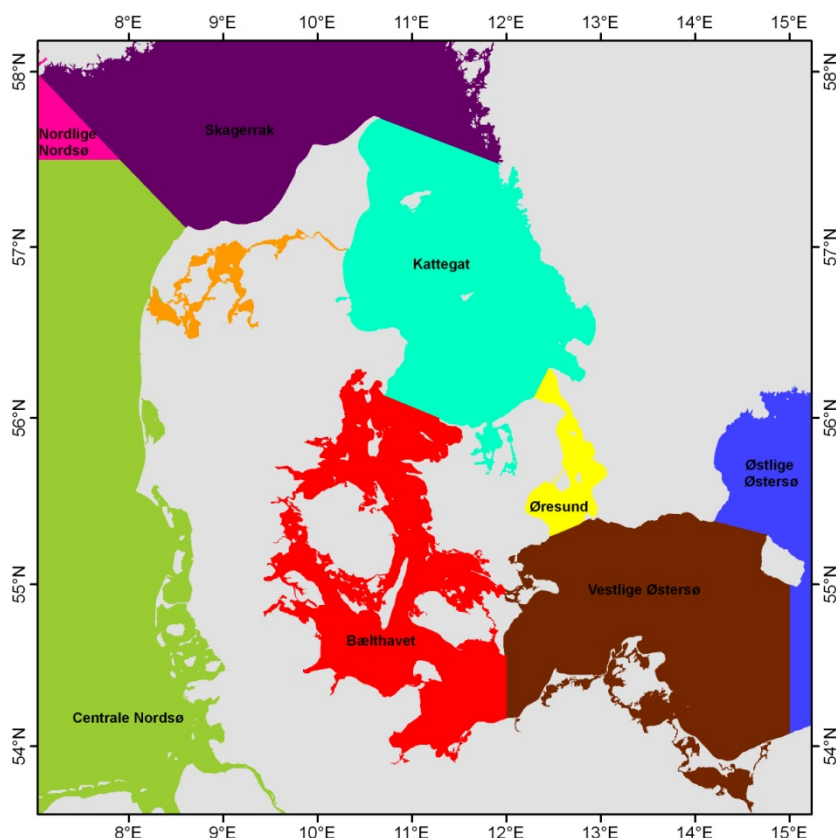 8°E 9°E 10°E 11°E 12°E 13°E 14°E 15°E
58°N 58°N
Skagerrak
Nordlige
Nordsø
57°N 57°N
Kattegat
56°N 56°N
Østlige
Østersø
Øresund
55°N 55°N
Vestlige Østersø
Bælthavet
Centrale Nordsø
54°N 54°N
8°E 9°E 10°E 11°E 12°E 13°E 14°E 15°E